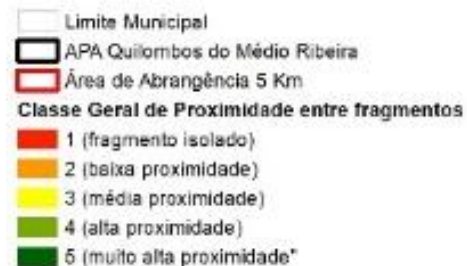 Limite Municipal
APA Quilombos do Médio Ribeira
Área de Abrangência 5 Km
Classe Geral de Proximidade entre fragmentos
1 (fragmento isolado)
2 (baixa proximidade)
3 (média proximidade)
4 (alta proximidade)
5 (muito alta proximidade"